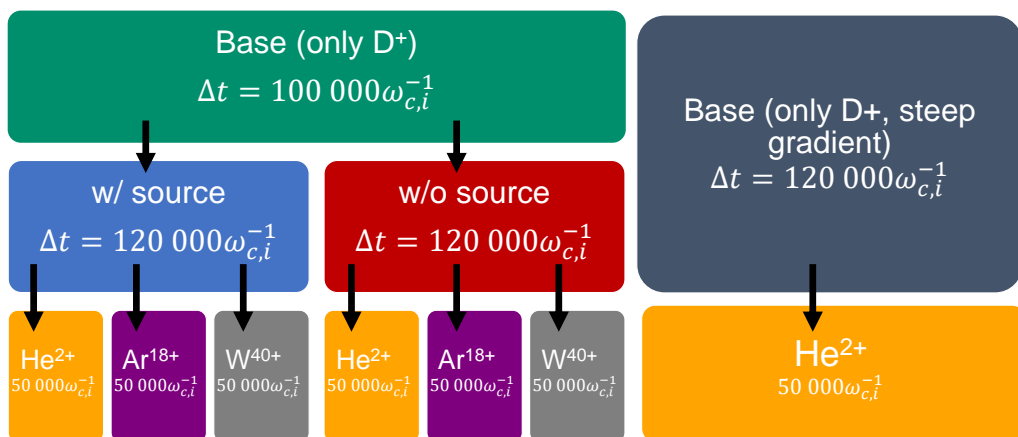 Base (only D⁺)
Δt = 100 000ω_{c,i}^{-1}
Base (only D+, steep
gradient)
Δt = 120 000ω_{c,i}^{-1}
w/ source
Δt = 120 000ω_{c,i}^{-1}
w/o source
Δt = 120 000ω_{c,i}^{-1}
He²⁺
50 000ω_{c,i}^{-1}
Ar¹⁸⁺
50 000ω_{c,i}^{-1}
W⁴⁰⁺
50 000ω_{c,i}^{-1}
He²⁺
50 000ω_{c,i}^{-1}
Ar¹⁸⁺
50 000ω_{c,i}^{-1}
W⁴⁰⁺
50 000ω_{c,i}^{-1}
He²⁺
50 000ω_{c,i}^{-1}